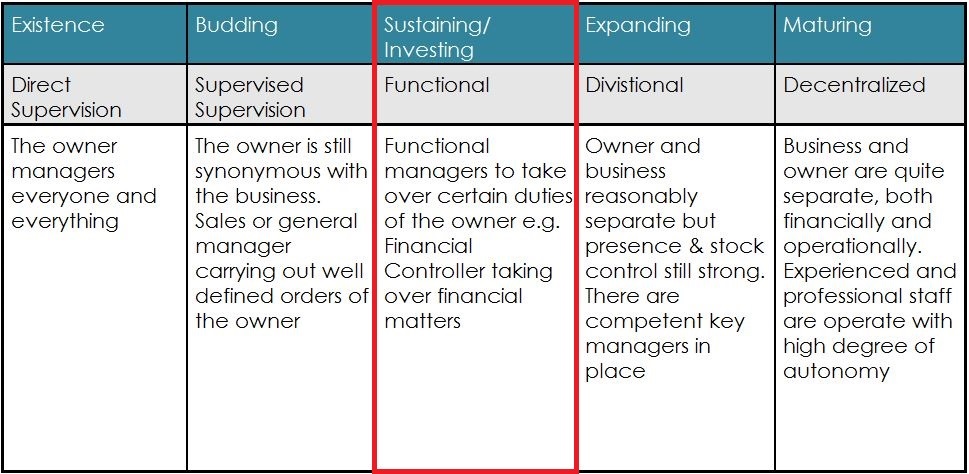 Existence
Budding
Sustaining/
Investing
Expanding
Maturing
Direct
Supervision
Supervised
Supervision
Functional
Divistional
Decentralized
The owner
managers
everyone and
everything
The owner is still
synonymous with
the business.
Sales or general
manager
carrying out well
defined orders of
the owner
Functional
managers to take
over certain duties
of the owner e.g.
Financial
Controller taking
over financial
matters
Owner and
business
reasonably
separate but
presence & stock
control still strong.
There are
competent key
managers in
place
Business and
owner are quite
separate, both
financially and
operationally.
Experienced and
professional staff
are operate with
high degree of
autonomy